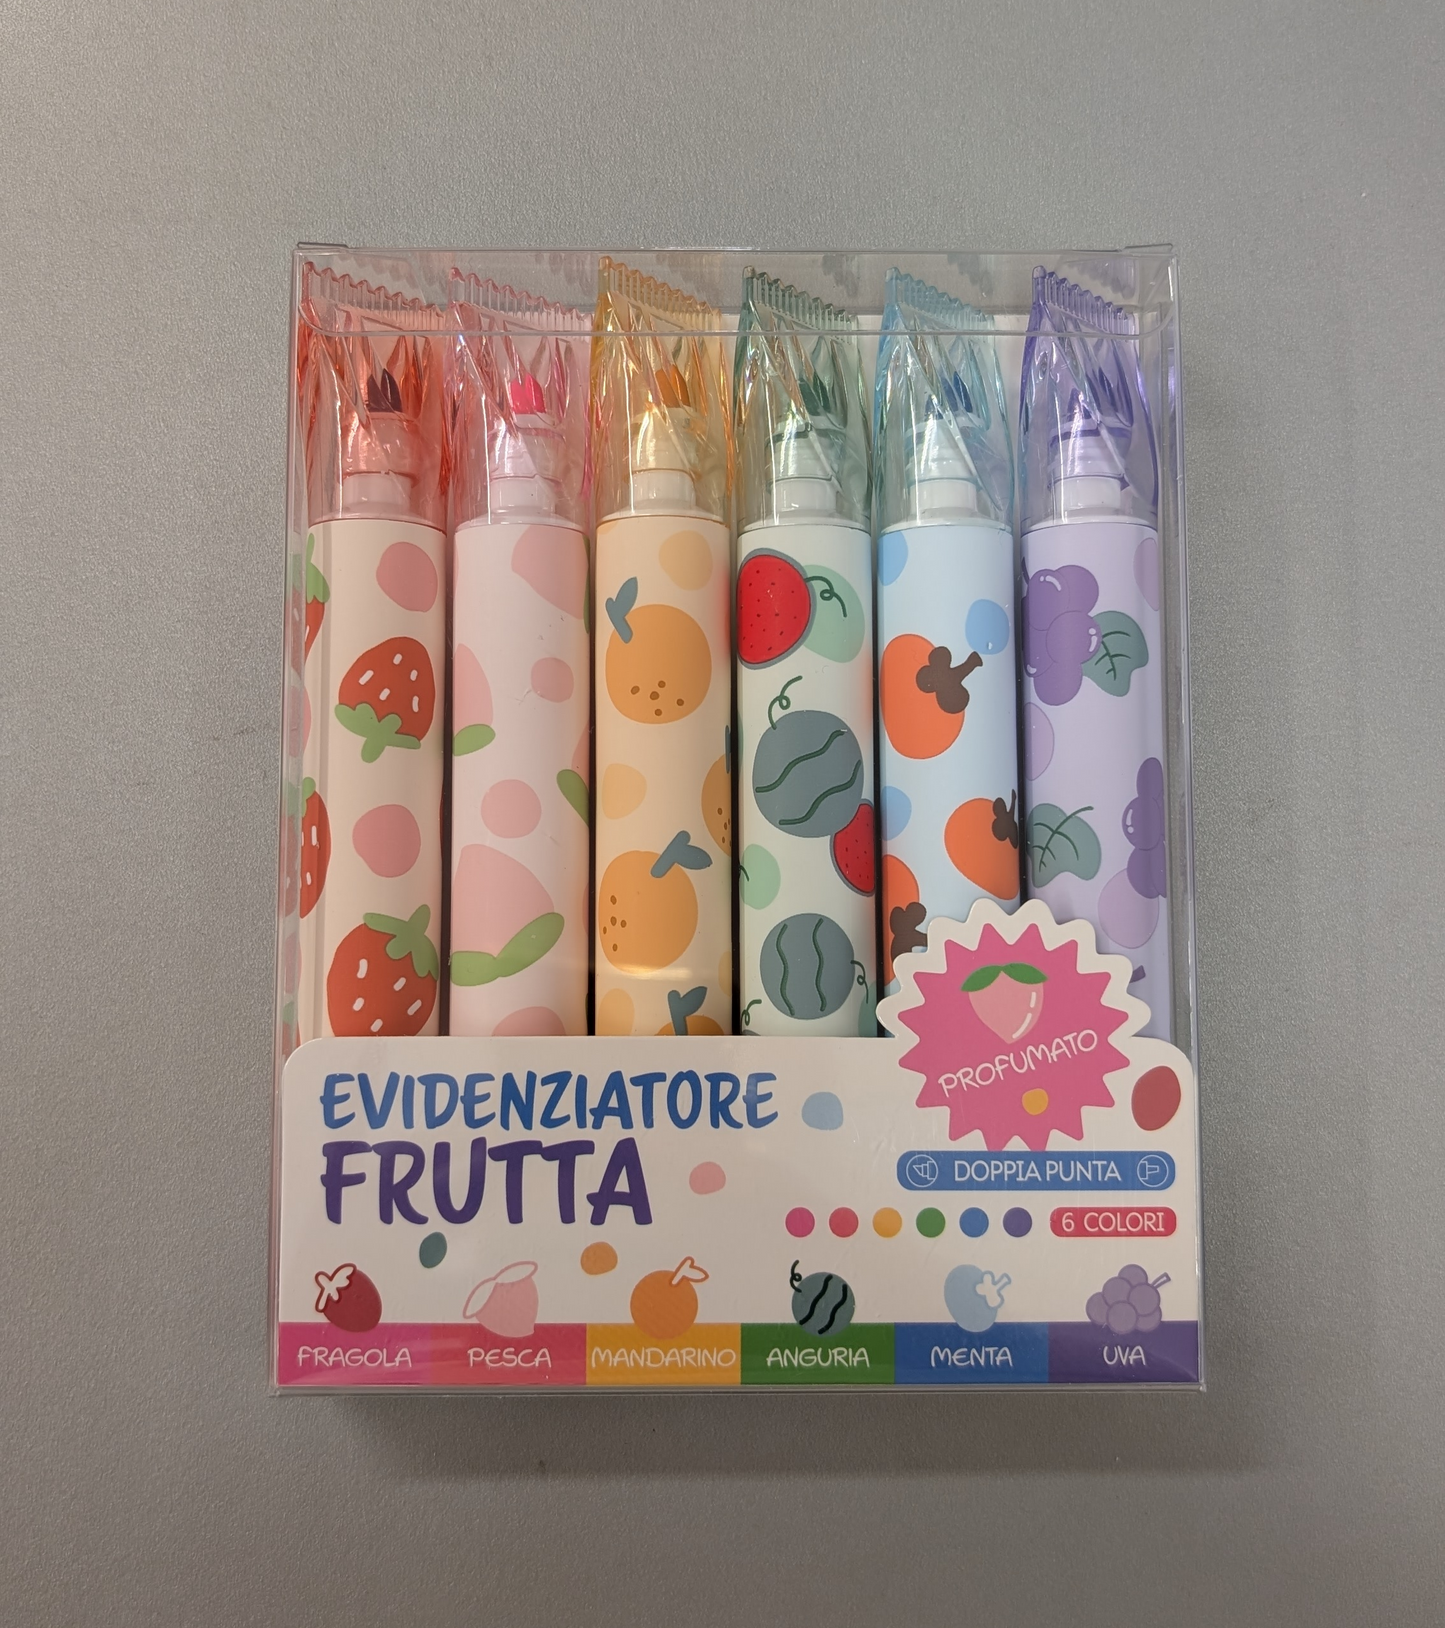 PROFUMATO
EVIDENZIATORE
FRUTTA
DOPPIA PUNTA
6 COLORI
FRAGOLA
PESCA
MANDARINO
ANGURIA
MENTA
UVA